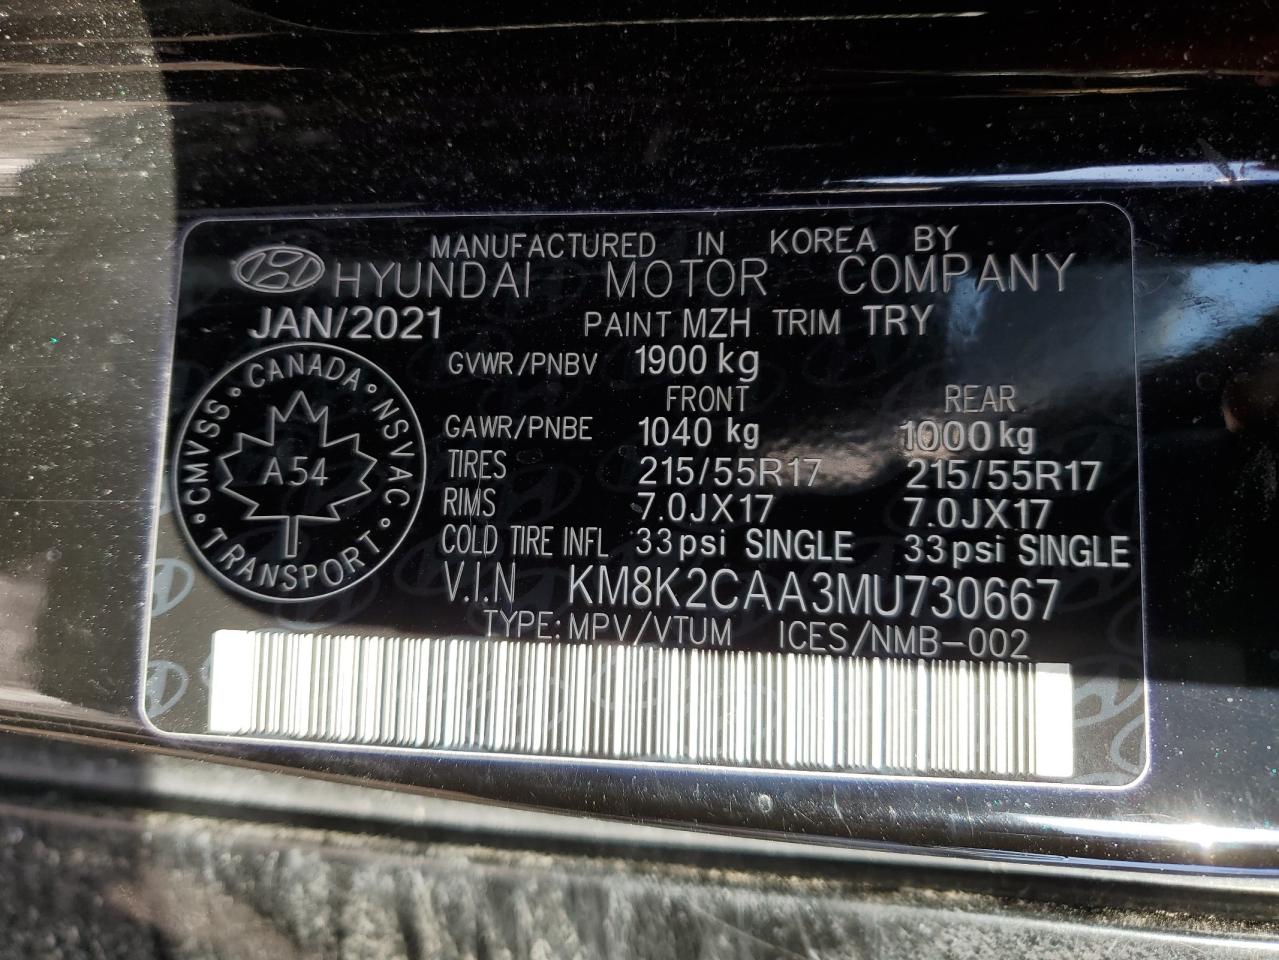 MANUFACTURED IN KOREA BY
HYUNDAI MOTOR COMPANY
JAN/2021 PAINT MZH TRIM TRY
GVWR/PNBV 1900 kg
FRONT REAR
GAWR/PNBE 1040 kg 1000 kg
TIRES 215/55R17 215/55R17
RIMS 7.0JX17 7.0JX17
COLD TIRE INFL 33psi SINGLE 33psi SINGLE
V.I.N KM8K2CAA3MU730667
TYPE:MPV/VTUM ICES/NMB-002
CMVSS • CANADA • NSVAC • TRANSPORT •
A54